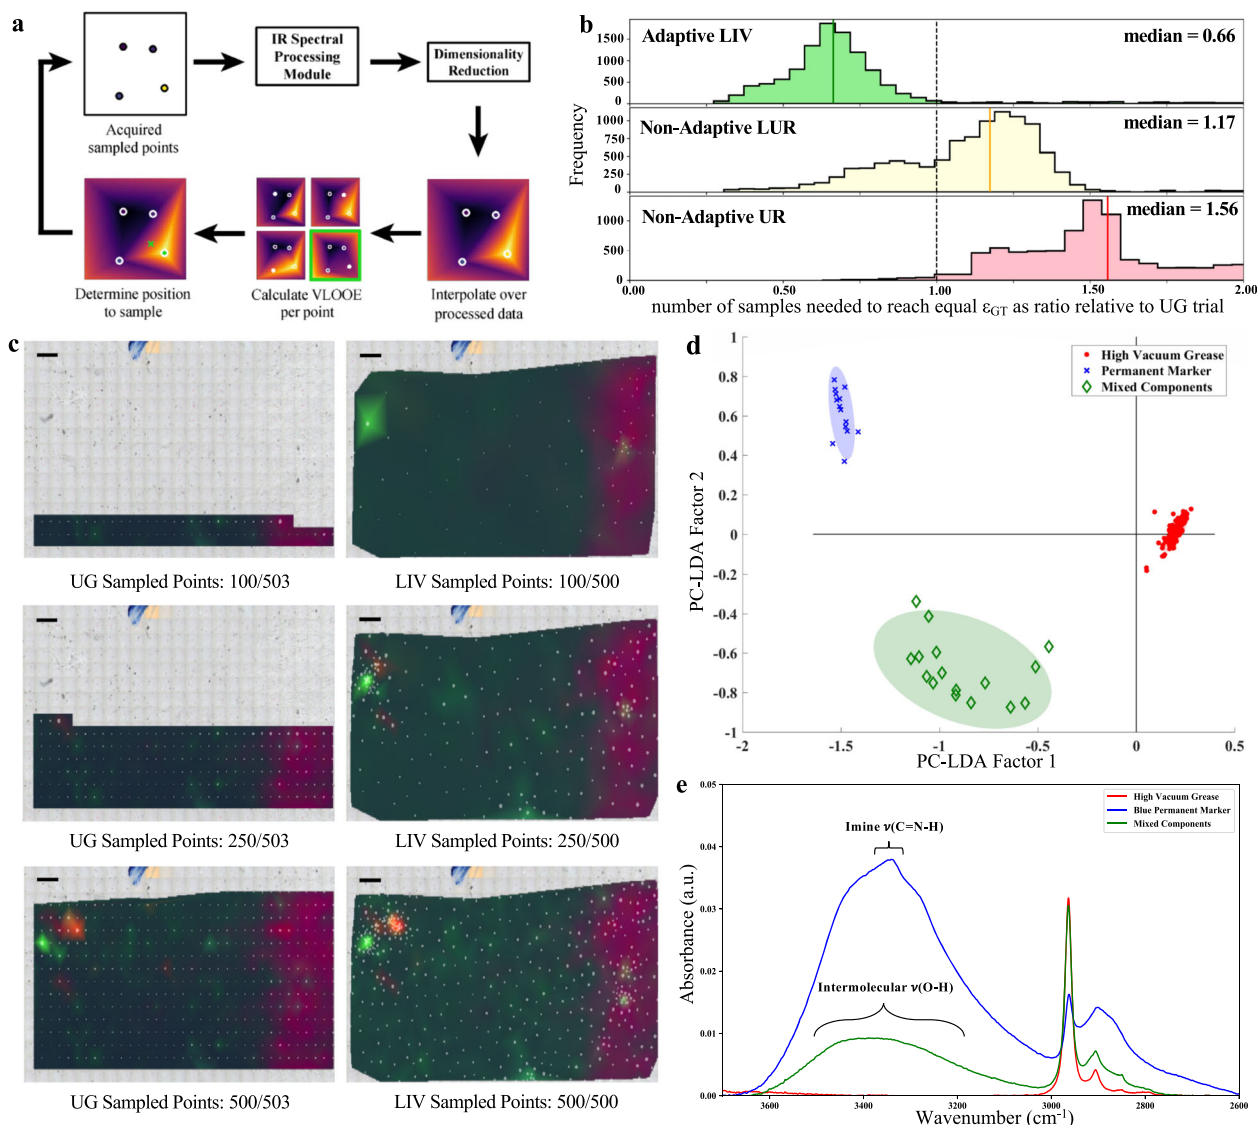 a
Acquired
sampled points
IR Spectral
Processing
Module
Dimensionality
Reduction
Determine position
to sample
Calculate VLOOE
per point
Interpolate over
processed data
b
Frequency
Adaptive LIV
median = 0.66
1500
1000
500
0
Non-Adaptive LUR
median = 1.17
1000
750
500
250
0
Non-Adaptive UR
median = 1.56
1000
500
0
0.00
0.50
1.00
1.50
2.00
number of samples needed to reach equal εGT as ratio relative to UG trial
c
UG Sampled Points: 100/503
LIV Sampled Points: 100/500
UG Sampled Points: 250/503
LIV Sampled Points: 250/500
UG Sampled Points: 500/503
LIV Sampled Points: 500/500
d
High Vacuum Grease
Permanent Marker
Mixed Components
PC-LDA Factor 2
1
0.8
0.6
0.4
0.2
0
-0.2
-0.4
-0.6
-0.8
-1
-2
-1.5
-1
-0.5
0
0.5
PC-LDA Factor 1
e
High Vacuum Grease
Blue Permanent Marker
Mixed Components
Imine ν(C=N-H)
Intermolecular ν(O-H)
Absorbance (a.u.)
0.05
0.04
0.03
0.02
0.01
0.00
3600
3400
3200
3000
2800
2600
Wavenumber (cm-1)